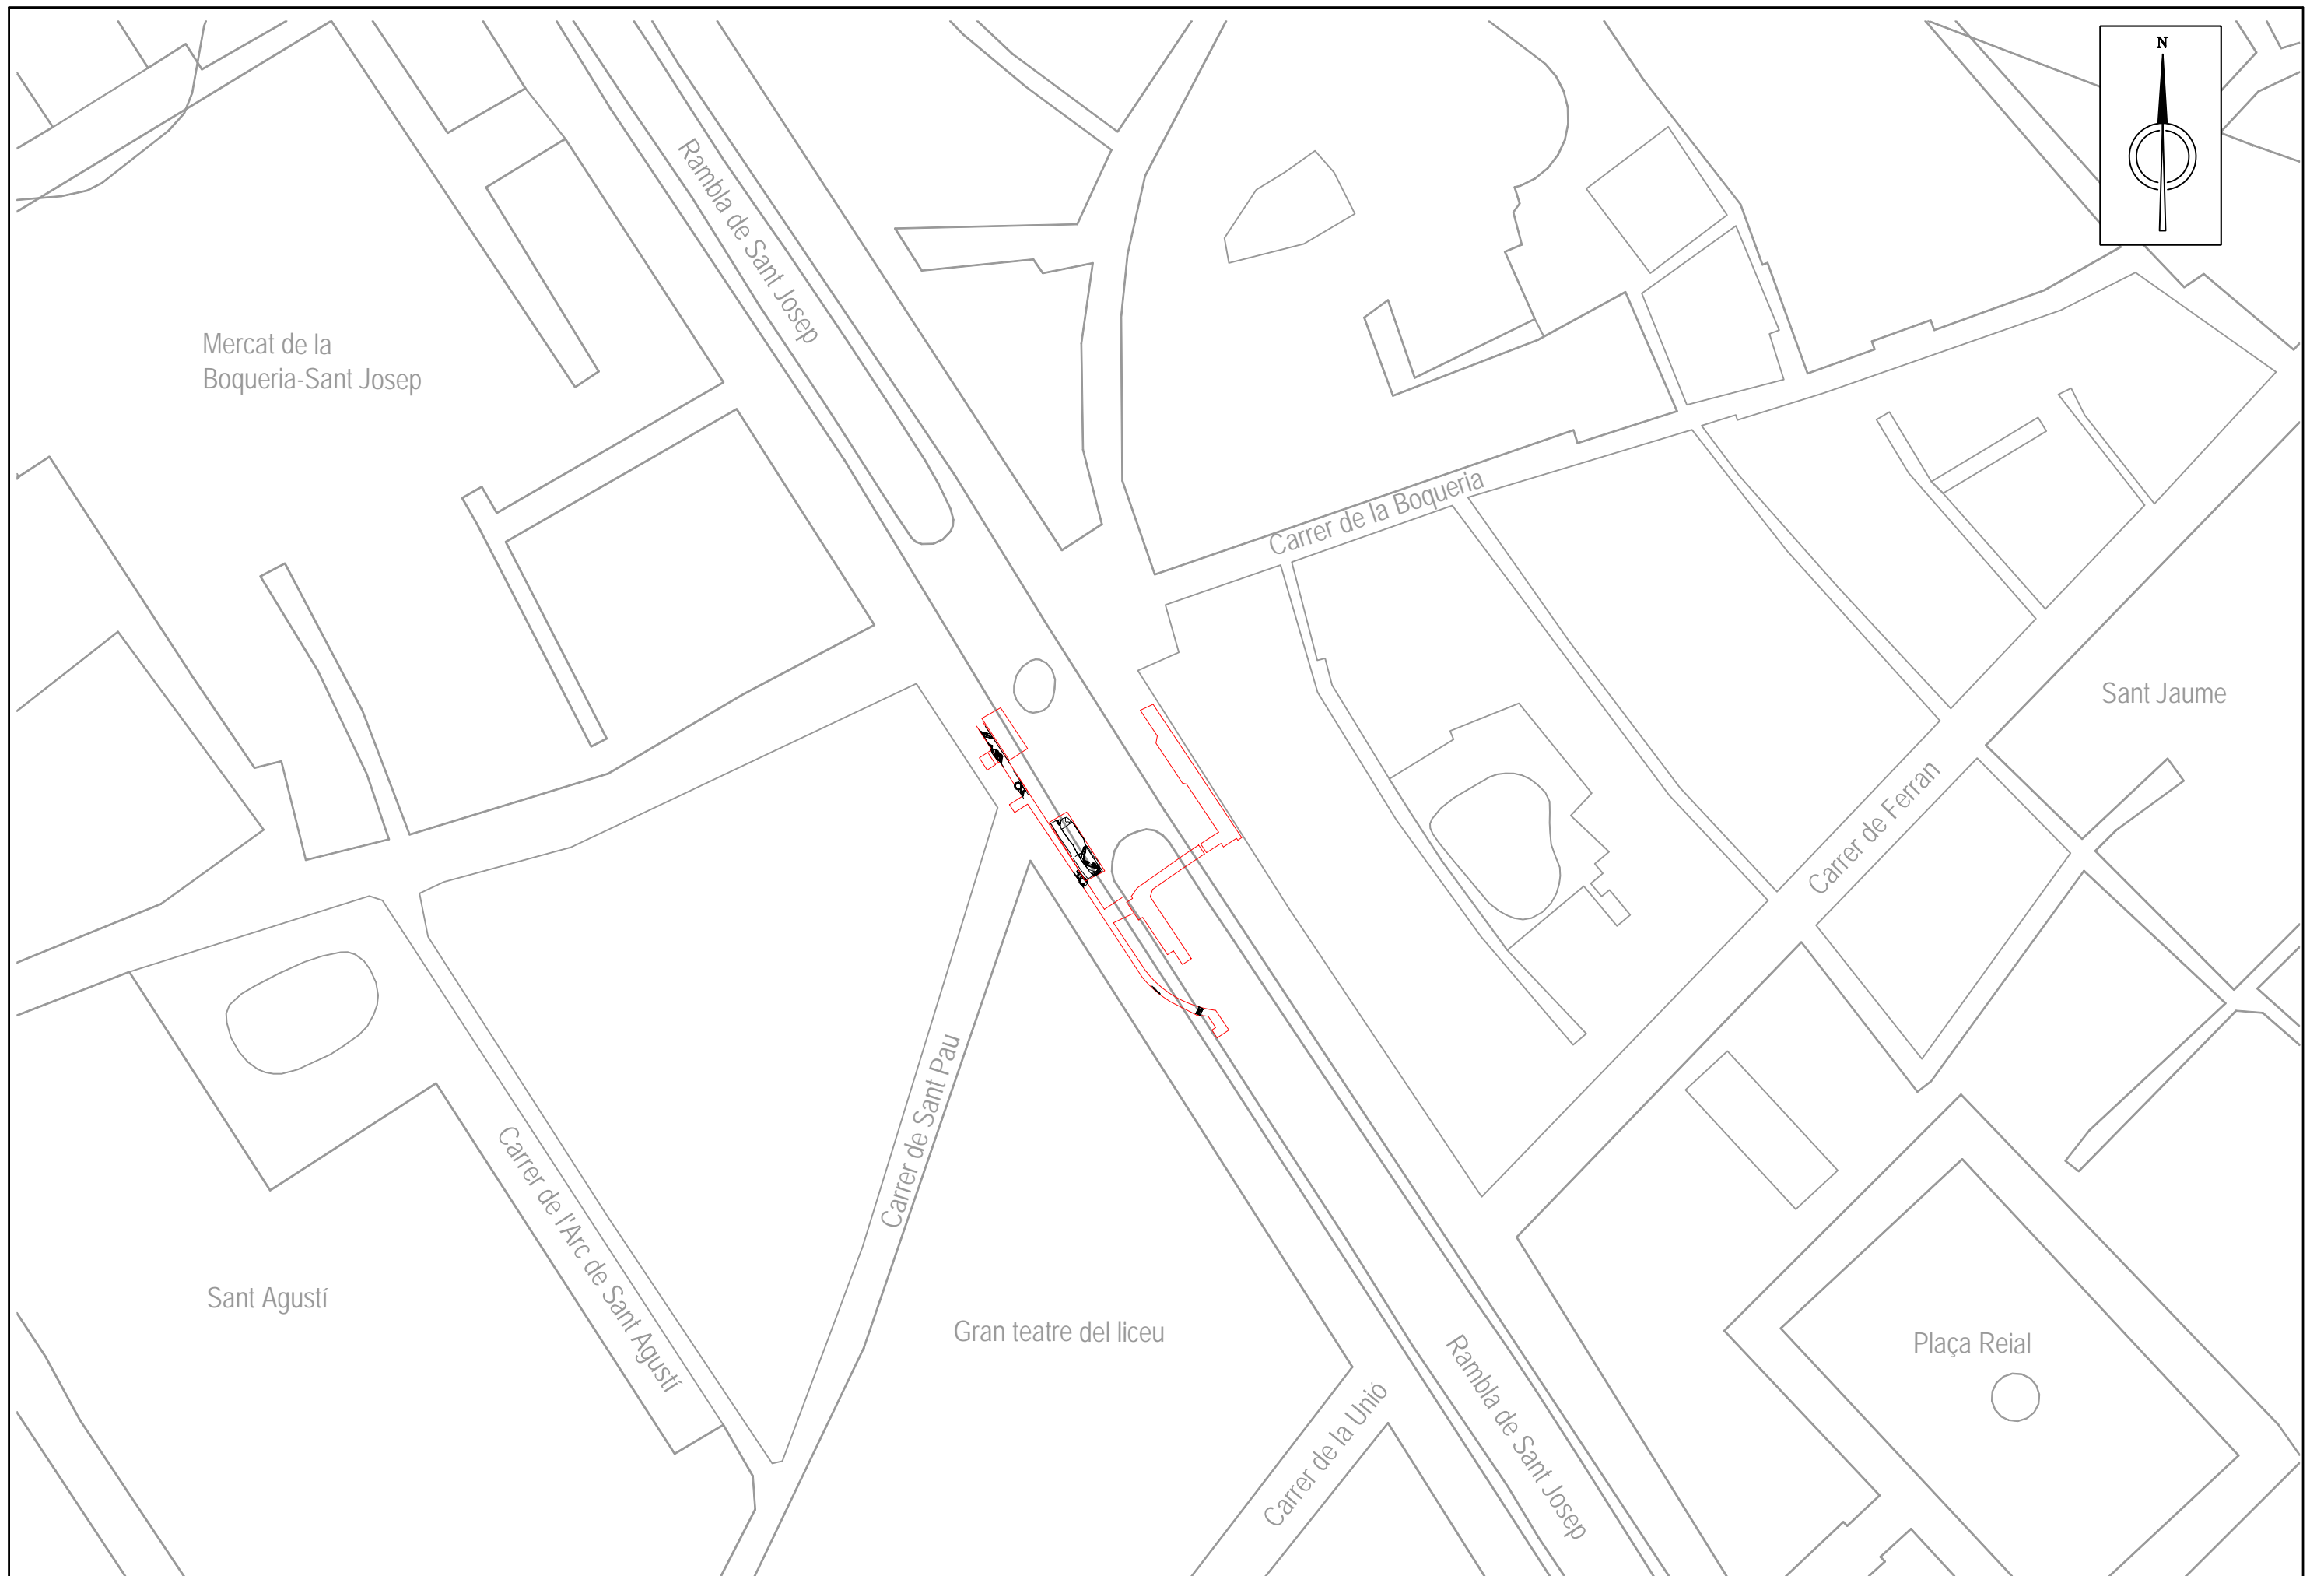 N
Rambla de Sant Josep
Mercat de la
Boqueria-Sant Josep
Carrer de la Boqueria
Sant Jaume
Carrer de Ferran
Carrer de Sant Pau
Carrer de l'Arc de Sant Agustí
Sant Agustí
Gran teatre del liceu
Plaça Reial
Carrer de la Unió
Rambla de Sant Josep